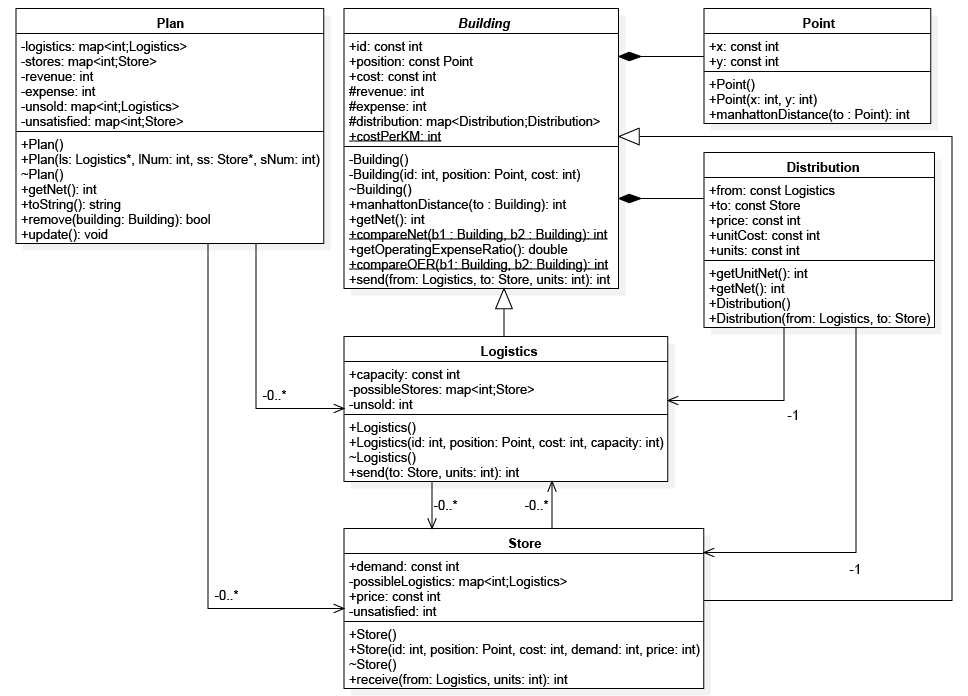 Plan
-logistics: map<int;Logistics>
-stores: map<int;Store>
-revenue: int
-expense: int
-unsold: map<int;Logistics>
-unsatisfied: map<int;Store>
+Plan()
+Plan(ls: Logistics*, lNum: int, ss: Store*, sNum: int)
~Plan()
+getNet(): int
+toString(): string
+remove(building: Building): bool
+update(): void
Building
+id: const int
+position: const Point
+cost: const int
#revenue: int
#expense: int
#distribution: map<Distribution;Distribution>
+costPerKM: int
-Building()
-Building(id: int, position: Point, cost: int)
~Building()
+manhattonDistance(to : Building): int
+getNet(): int
+compareNet(b1 : Building, b2 : Building): int
+getOperatingExpenseRatio(): double
+compareOER(b1: Building, b2: Building): int
+send(from: Logistics, to: Store, units: int): int
Point
+x: const int
+y: const int
+Point()
+Point(x: int, y: int)
+manhattonDistance(to : Point): int
Distribution
+from: const Logistics
+to: const Store
+price: const int
+unitCost: const int
+units: const int
+getUnitNet(): int
+getNet(): int
+Distribution()
+Distribution(from: Logistics, to: Store)
Logistics
+capacity: const int
-possibleStores: map<int;Store>
-unsold: int
+Logistics()
+Logistics(id: int, position: Point, cost: int, capacity: int)
~Logistics()
+send(to: Store, units: int): int
-0..*
-1
-0..*
-0..*
Store
+demand: const int
-possibleLogistics: map<int;Logistics>
+price: const int
-unsatisfied: int
+Store()
+Store(id: int, position: Point, cost: int, demand: int, price: int)
~Store()
+receive(from: Logistics, units: int): int
-0..*
-1